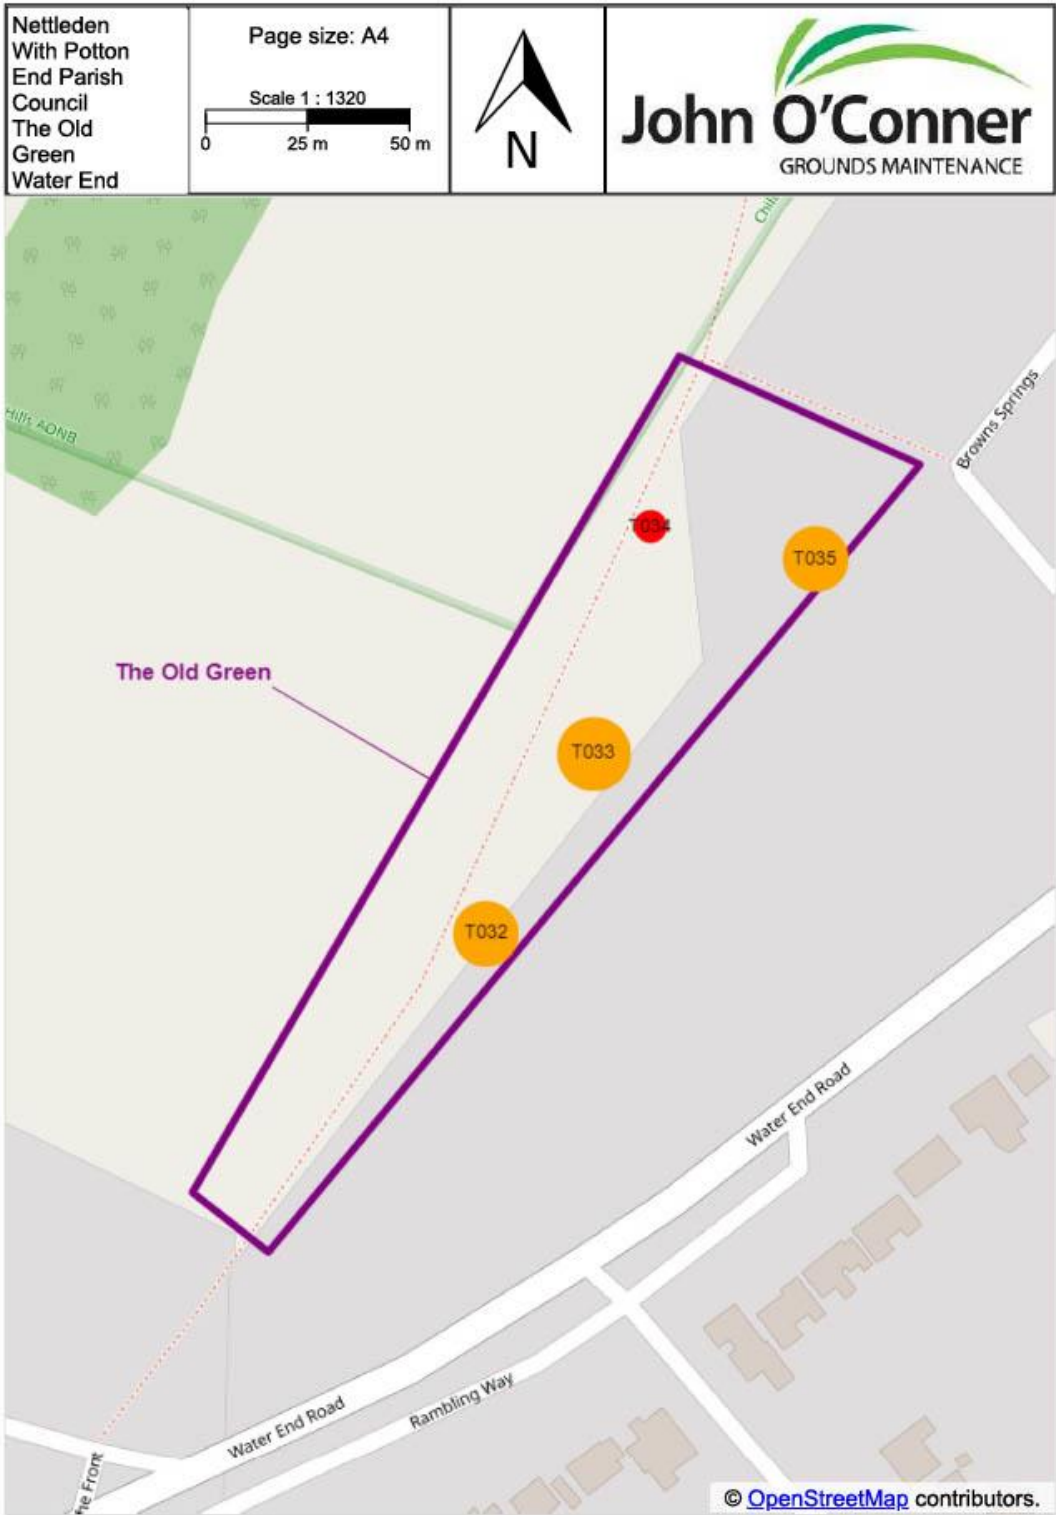 Nettleden
With Potton
End Parish
Council
The Old
Green
Water End
Page size: A4
Scale 1 : 1320
0 25 m 50 m
N
John O'Conner
GROUNDS MAINTENANCE
Hills AONB
Browns Springs
T034
T035
The Old Green
T033
T032
Water End Road
Water End Road
Rambling Way
he Front
© OpenStreetMap contributors.